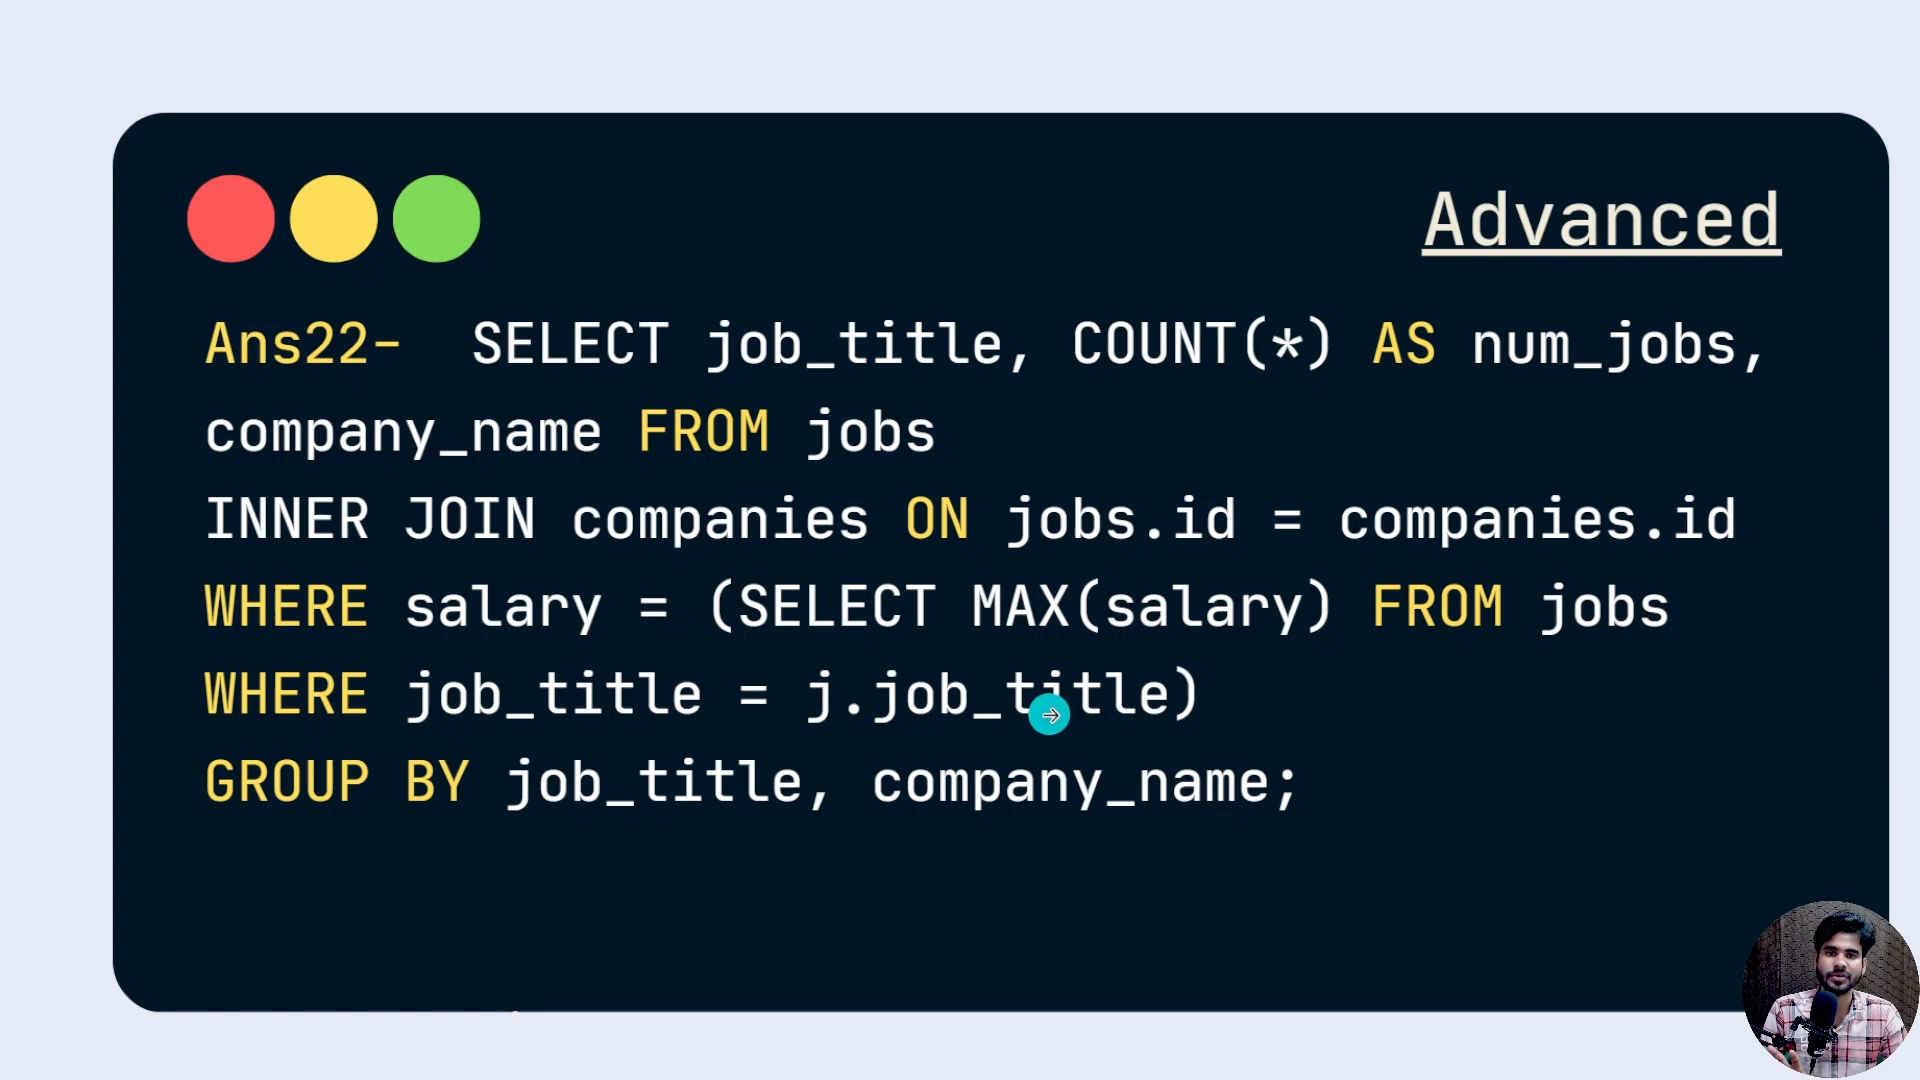 Advanced
Ans22-  SELECT job_title, COUNT(*) AS num_jobs,
company_name FROM jobs
INNER JOIN companies ON jobs.id = companies.id
WHERE salary = (SELECT MAX(salary) FROM jobs
WHERE job_title = j.job_title)
GROUP BY job_title, company_name;